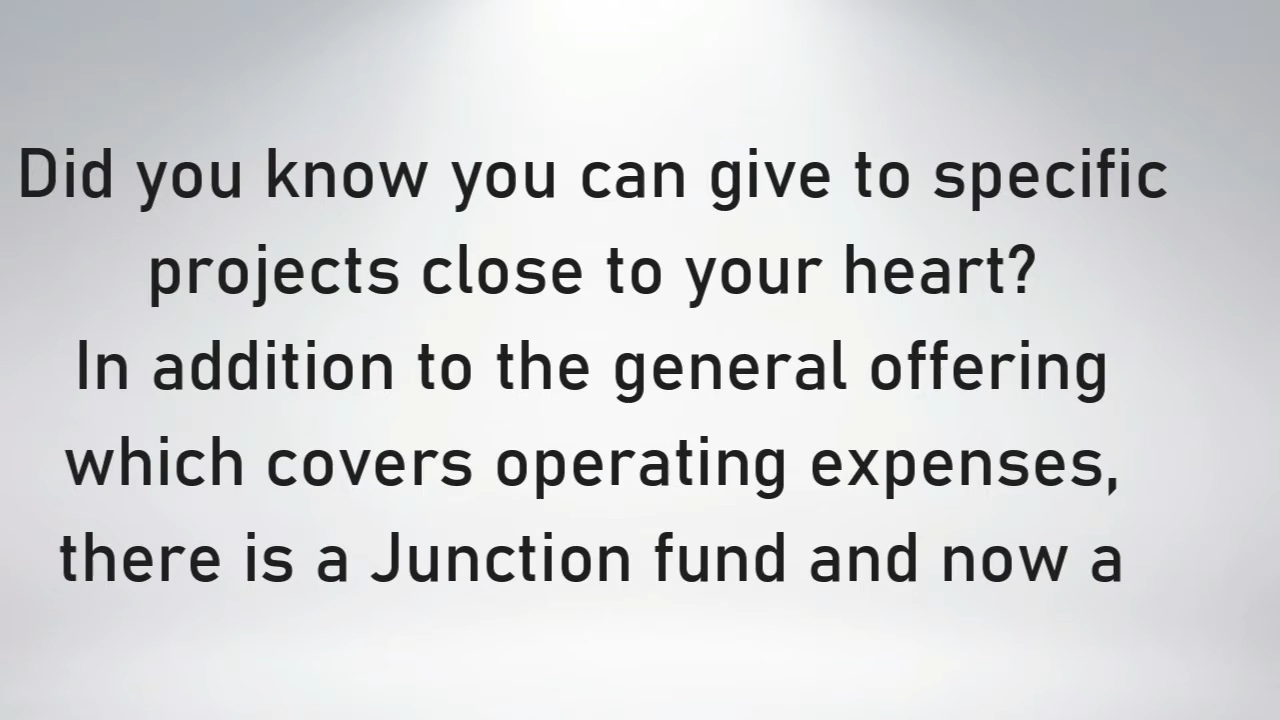 Did you know you can give to specific
projects close to your heart?
In addition to the general offering
which covers operating expenses,
there is a Junction fund and now a